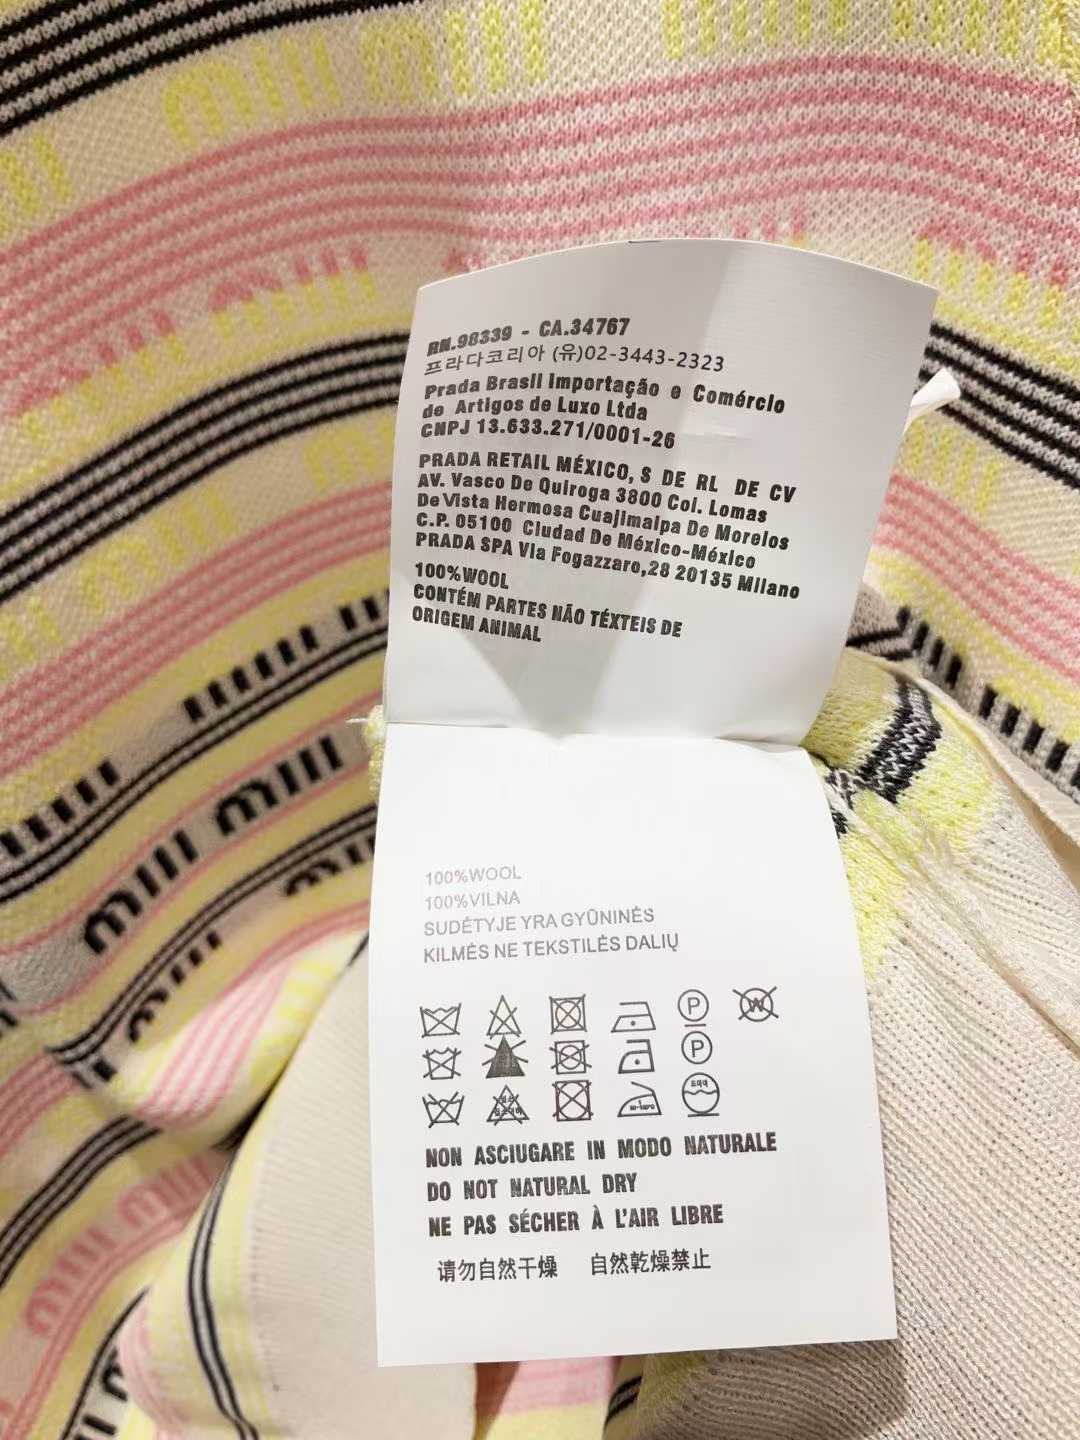 miu miu
RN.98339 - CA.34767
프라다코리아 (유)02-3443-2323
Prada Brasil Importação e Comércio
de Artigos de Luxo Ltda
CNPJ 13.633.271/0001-26
PRADA RETAIL MÉXICO, S DE RL DE CV
AV. Vasco De Quiroga 3800 Col. Lomas
De Vista Hermosa Cuajimalpa De Morelos
C.P. 05100 Ciudad De México-México
PRADA SPA Via Fogazzaro,28 20135 Milano
100%WOOL
CONTÉM PARTES NÃO TÉXTEIS DE
ORIGEM ANIMAL
miu miu
100%WOOL
100%VILNA
SUDĖTYJE YRA GYŪNINĖS
KILMĖS NE TEKSTILĖS DALIŲ
P W
P
NON ASCIUGARE IN MODO NATURALE
DO NOT NATURAL DRY
NE PAS SÉCHER À L'AIR LIBRE
请勿自然干燥 自然乾燥禁止